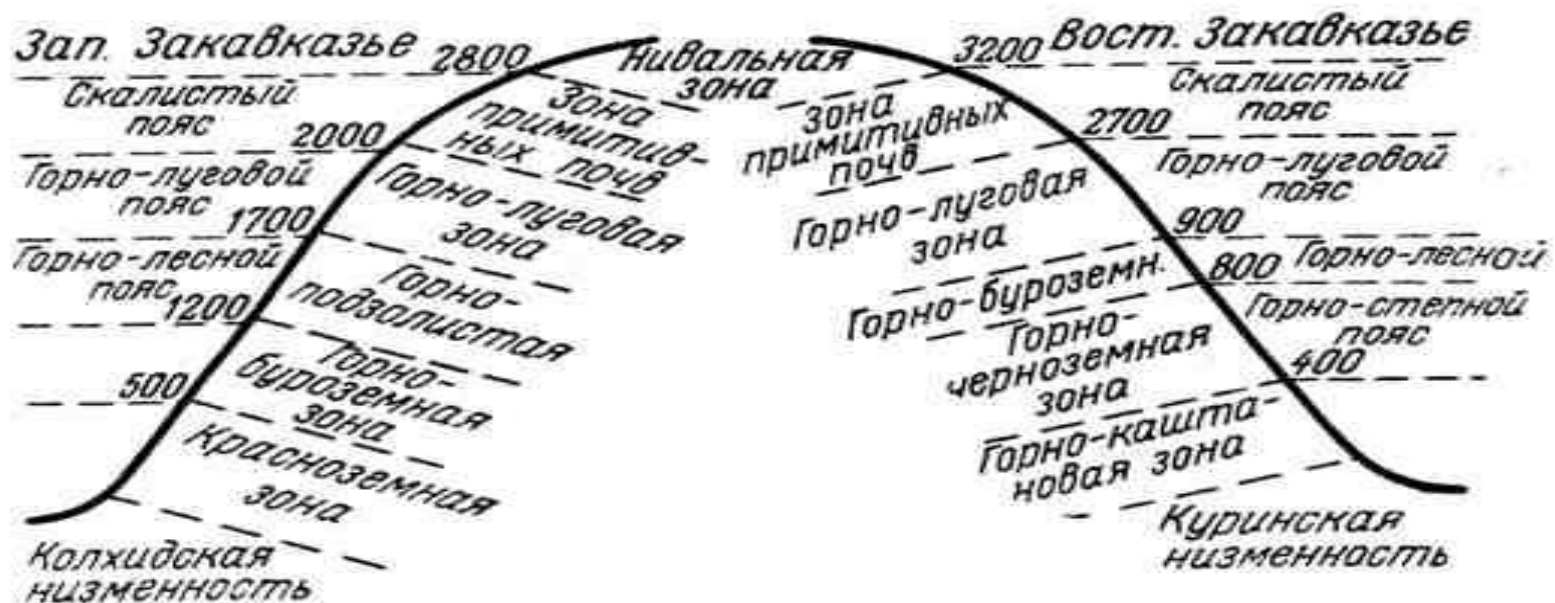 Зап. Закавказье
2800
Скалистый
пояс
2000
Горно-луговой
пояс
1700
Горно-лесной
пояс
1200
500
Колхидская
низменность
Нивальная
зона
Зона
примитив-
ных почв
Горно-луговая
зона
Горно-
подзолистая
Горно-
буроземная
зона
Красноземная
зона
зона
примитивных
почв
Горно-луговая
зона
Горно-буроземн.
Горно-
черноземная
зона
Горно-кашта-
новая зона
3200 Вост. Закавказье
Скалистый
пояс
2700
Горно-луговой
пояс
900
800 Горно-лесной
Горно-степной
пояс
400
Куринская
низменность